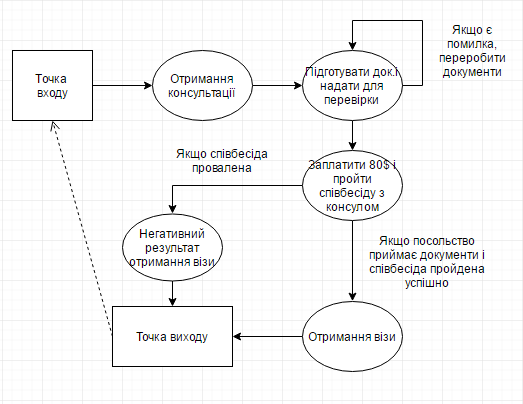 Точка
входу
Отримання
консультації
Підготувати док.і
надати для
перевірки
Якщо є
помилка,
переробити
документи
Якщо співбесіда
провалена
Заплатити 80$ і
пройти
співбесіду з
консулом
Негативний
результат
отримання візи
Якщо посольство
приймає документи і
співбесіда пройдена
успішно
Точка виходу
Отримання візи